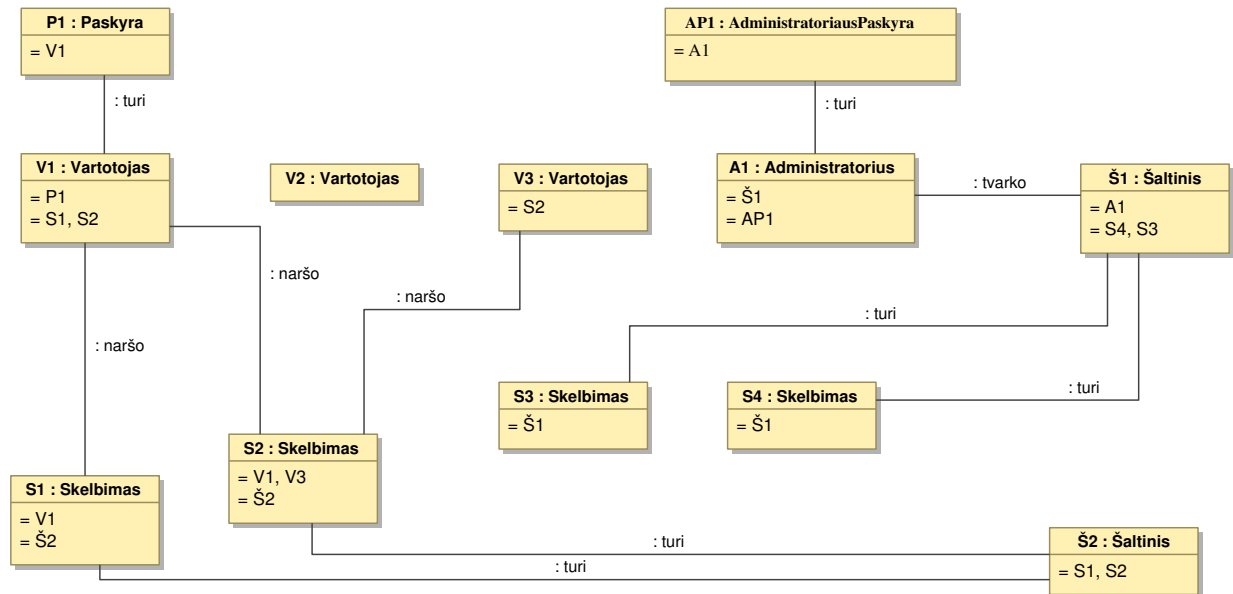 P1 : Paskyra
= V1
AP1 : AdministratoriausPaskyra
= A1
: turi
: turi
V1 : Vartotojas
= P1
= S1, S2
V2 : Vartotojas
V3 : Vartotojas
= S2
A1 : Administratorius
= Š1
= AP1
: tvarko
Š1 : Šaltinis
= A1
= S4, S3
: naršo
: naršo
: turi
: naršo
S3 : Skelbimas
= Š1
S4 : Skelbimas
= Š1
: turi
S2 : Skelbimas
= V1, V3
= Š2
S1 : Skelbimas
= V1
= Š2
: turi
: turi
Š2 : Šaltinis
= S1, S2